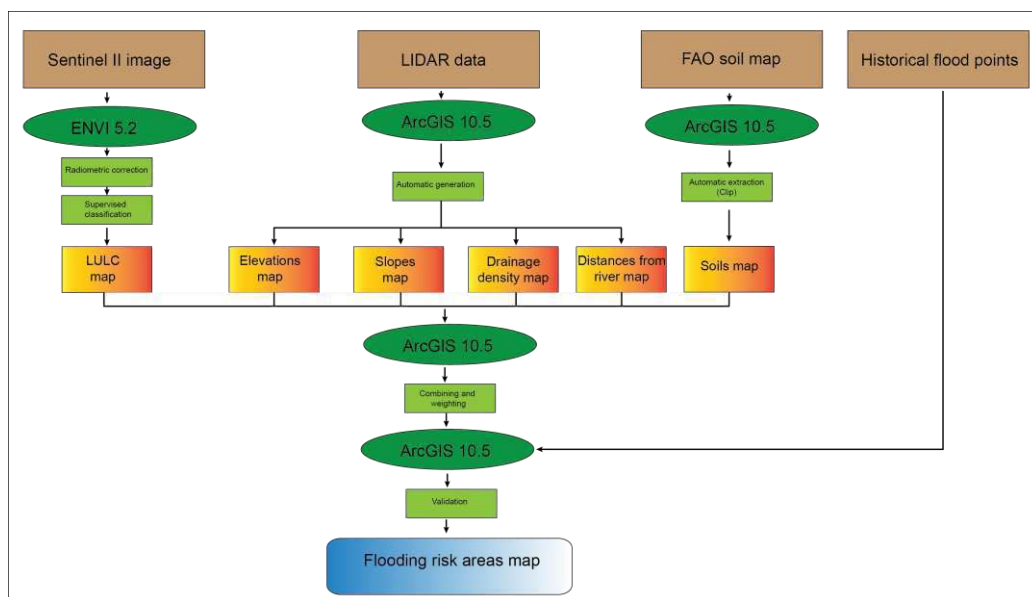 Sentinel II image
LIDAR data
FAO soil map
Historical flood points
ENVI 5.2
ArcGIS 10.5
ArcGIS 10.5
Radiometric correction
Automatic generation
Automatic extraction
(Clip)
Supervised
classification
LULC
map
Elevations
map
Slopes
map
Drainage
density map
Distances from
river map
Soils map
ArcGIS 10.5
Combining and
weighting
ArcGIS 10.5
Validation
Flooding risk areas map